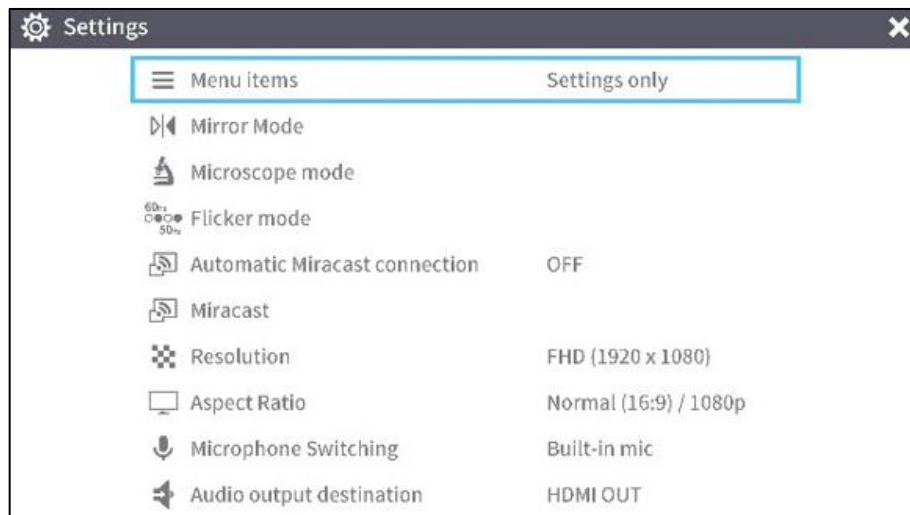 Settings
Menu items Settings only
Mirror Mode
Microscope mode
60Hz
50Hz
Flicker mode
Automatic Miracast connection OFF
Miracast
Resolution FHD (1920 x 1080)
Aspect Ratio Normal (16:9) / 1080p
Microphone Switching Built-in mic
Audio output destination HDMI OUT